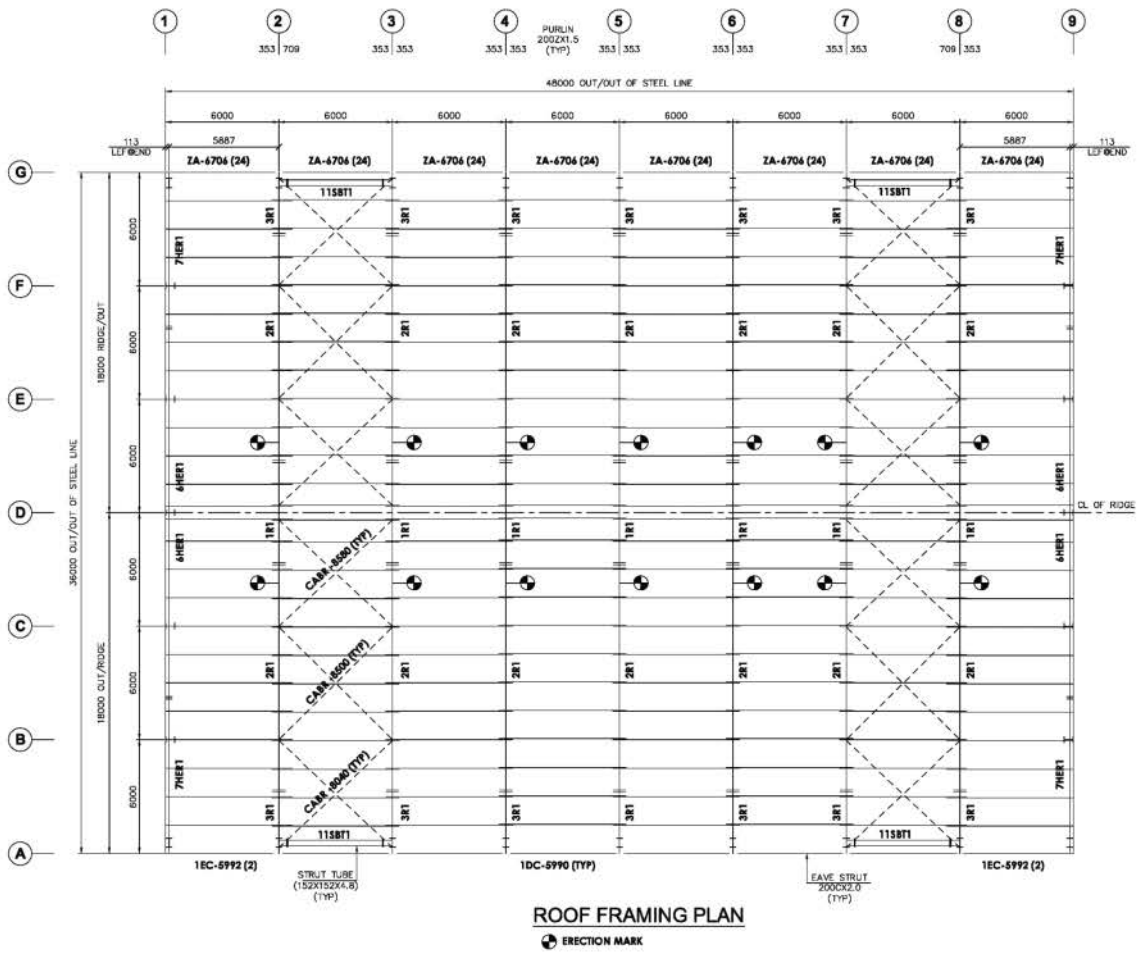 1 2 3 4 5 6 7 8 9
PURLIN
200ZX1.5
(TYP)
353 709 353 353 353 353 353 353 353 353 353 353 709 353
48000 OUT/OUT OF STEEL LINE
6000 6000 6000 6000 6000 6000 6000 6000
113 5887 5887 113
LEF@END LEF@END
ZA-6706 (24) ZA-6706 (24) ZA-6706 (24) ZA-6706 (24) ZA-6706 (24) ZA-6706 (24) ZA-6706 (24) ZA-6706 (24)
G
11SBT1 11SBT1
3R1 3R1 3R1 3R1 3R1 3R1 3R1
6000
7HER1 7HER1
F
18000 RIDGE/OUT
2R1 2R1 2R1 2R1 2R1 2R1 2R1
6000
E
36000 OUT/OUT OF STEEL LINE
6000
6HER1 6HER1
D
CL OF RIDGE
6HER1 1R1 1R1 1R1 1R1 1R1 1R1 1R1 6HER1
CABR -8580 (TYP)
6000
C
18000 OUT/RIDGE
2R1 2R1 2R1 2R1 2R1 2R1 2R1
CABR -8500 (TYP)
6000
B
7HER1 7HER1
CABR -8040 (TYP)
6000
3R1 3R1 3R1 3R1 3R1 3R1 3R1
11SBT1 11SBT1
A
1EC-5992 (2) 1DC-5990 (TYP) 1EC-5992 (2)
STRUT TUBE
(152X152X4.8)
(TYP)
EAVE STRUT
200CX2.0
(TYP)
ROOF FRAMING PLAN
ERECTION MARK